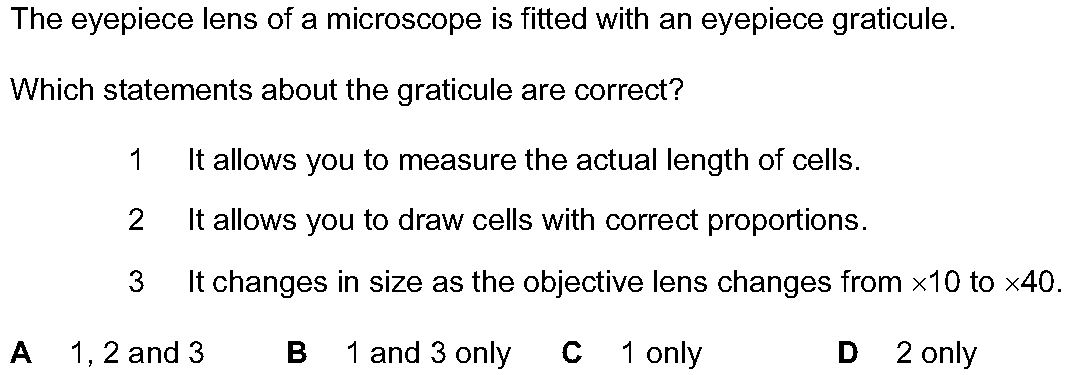 The eyepiece lens of a microscope is fitted with an eyepiece graticule.
Which statements about the graticule are correct?
1 It allows you to measure the actual length of cells.
2 It allows you to draw cells with correct proportions.
3 It changes in size as the objective lens changes from ×10 to ×40.
A 1, 2 and 3 B 1 and 3 only C 1 only D 2 only